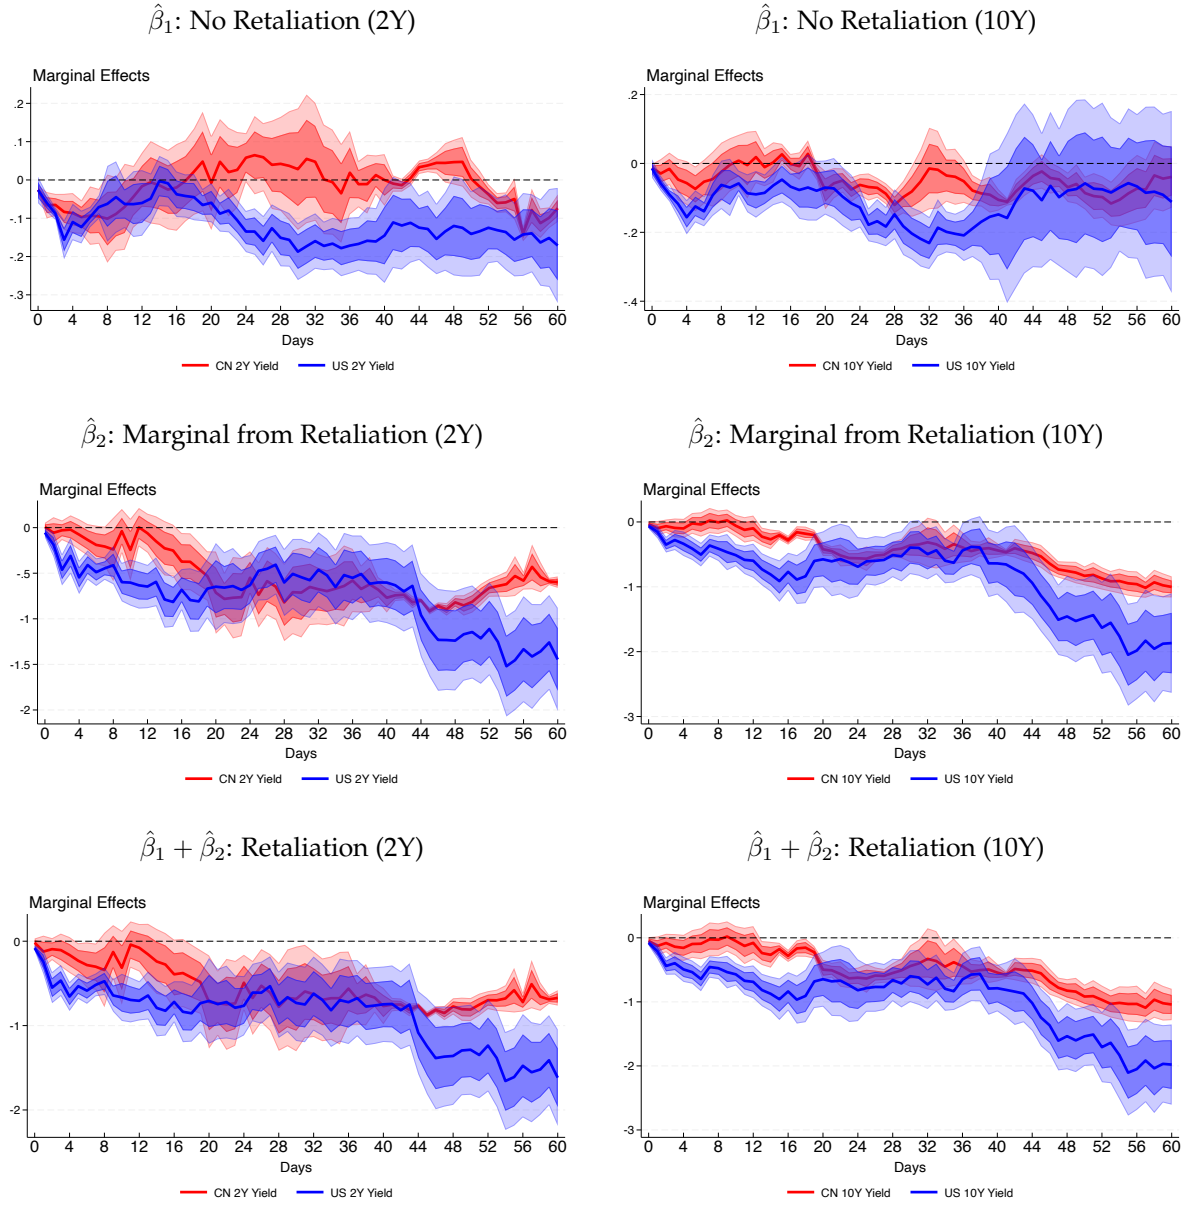 β̂₁: No Retaliation (2Y)
Marginal Effects
.2
.1
0
-.1
-.2
-.3
0 4 8 12 16 20 24 28 32 36 40 44 48 52 56 60
Days
CN 2Y Yield US 2Y Yield
β̂₁: No Retaliation (10Y)
Marginal Effects
.2
0
-.2
-.4
0 4 8 12 16 20 24 28 32 36 40 44 48 52 56 60
Days
CN 10Y Yield US 10Y Yield
β̂₂: Marginal from Retaliation (2Y)
Marginal Effects
0
-.5
-1
-1.5
-2
0 4 8 12 16 20 24 28 32 36 40 44 48 52 56 60
Days
CN 2Y Yield US 2Y Yield
β̂₂: Marginal from Retaliation (10Y)
Marginal Effects
0
-1
-2
-3
0 4 8 12 16 20 24 28 32 36 40 44 48 52 56 60
Days
CN 10Y Yield US 10Y Yield
β̂₁ + β̂₂: Retaliation (2Y)
Marginal Effects
0
-1
-2
0 4 8 12 16 20 24 28 32 36 40 44 48 52 56 60
Days
CN 2Y Yield US 2Y Yield
β̂₁ + β̂₂: Retaliation (10Y)
Marginal Effects
0
-1
-2
-3
0 4 8 12 16 20 24 28 32 36 40 44 48 52 56 60
Days
CN 10Y Yield US 10Y Yield